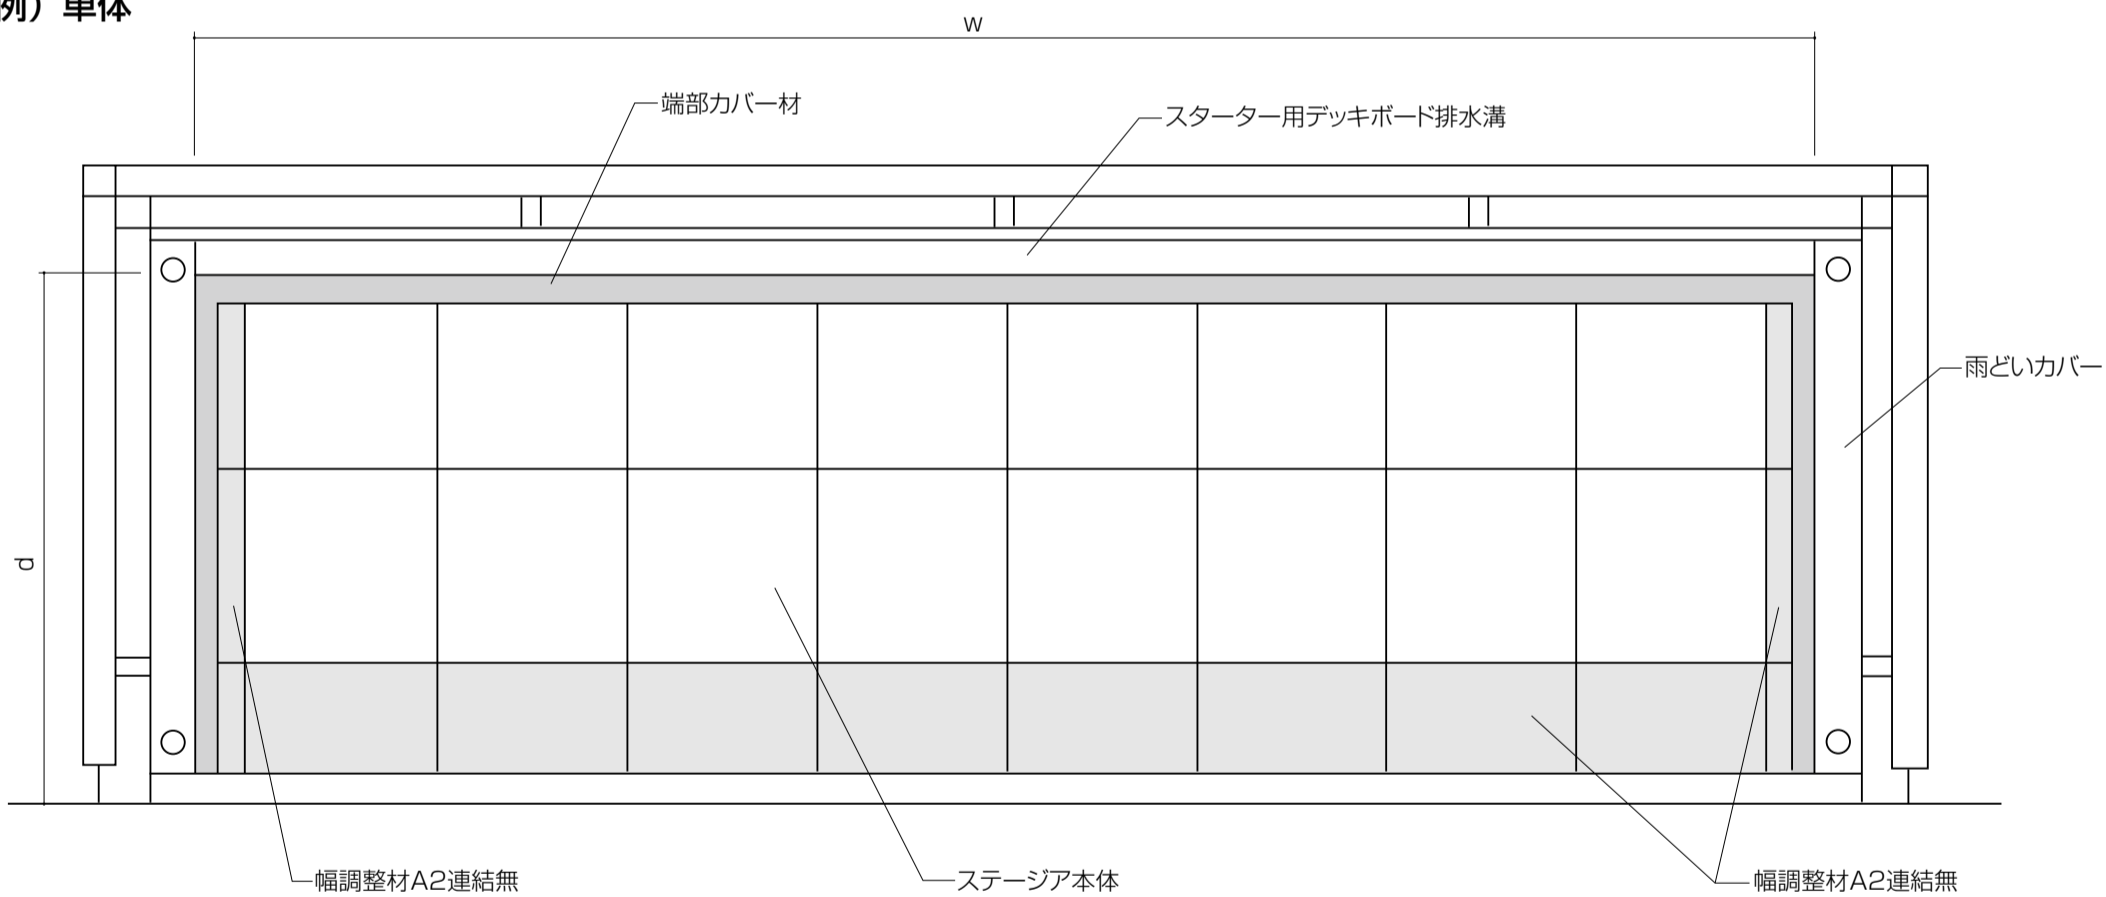 例）単体
w
端部カバー材
スターター用デッキボード排水溝
雨どいカバー
d
幅調整材A2連結無
ステージア本体
幅調整材A2連結無